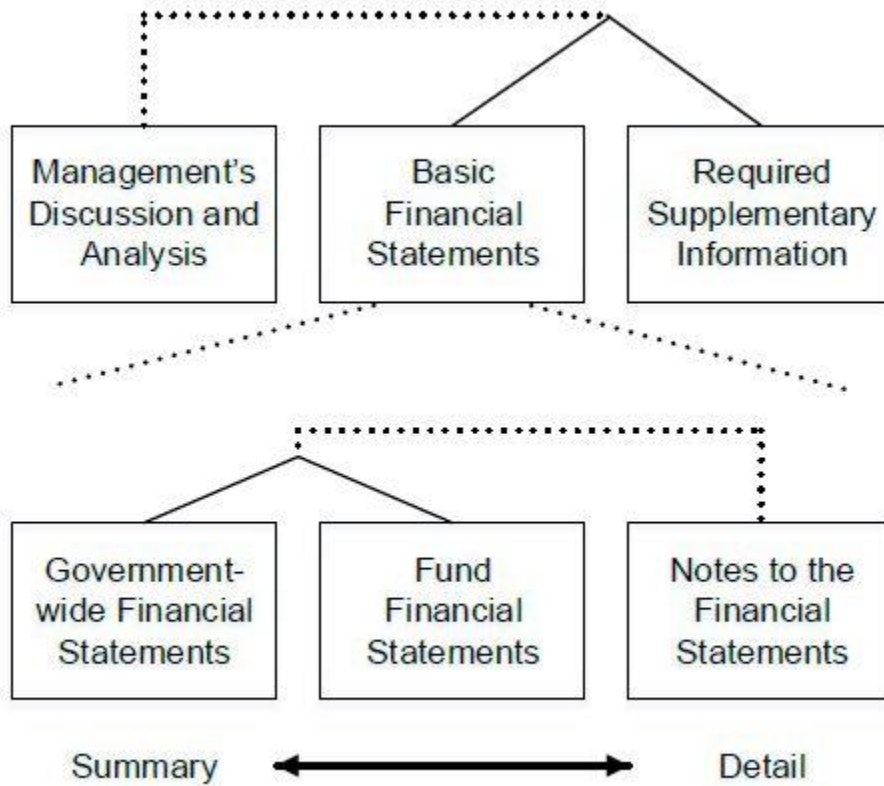 Management's
Discussion and
Analysis
Basic
Financial
Statements
Required
Supplementary
Information
Government-
wide Financial
Statements
Fund
Financial
Statements
Notes to the
Financial
Statements
Summary
Detail